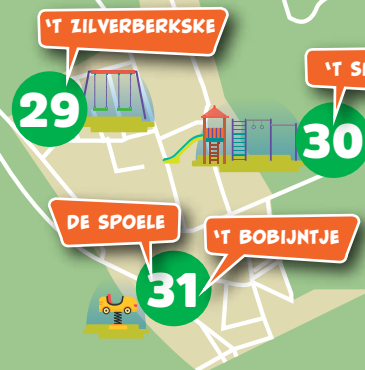 'T ZILVERBERKSKE
29
30
DE SPOELE
'T BOBIJNTJE
31